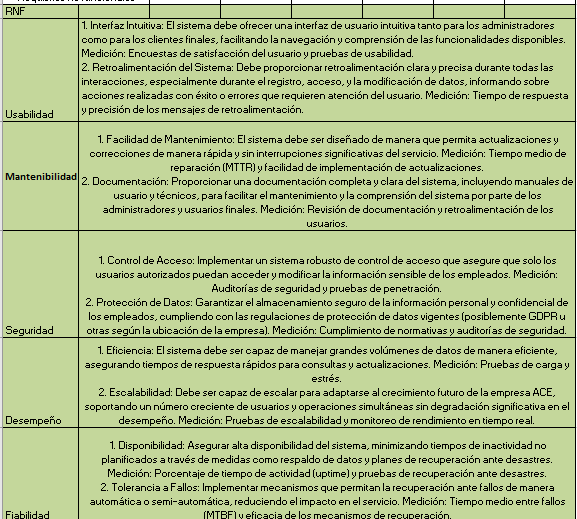 RNF
1. Interfaz Intuitiva: El sistema debe ofrecer una interfaz de usuario intuitiva tanto para los administradores
como para los clientes finales, facilitando la navegación y comprensión de las funcionalidades disponibles.
Medición: Encuestas de satisfacción del usuario y pruebas de usabilidad.
2. Retroalimentación del Sistema: Debe proporcionar retroalimentación clara y precisa durante todas las
interacciones, especialmente durante el registro, acceso, y la modificación de datos, informando sobre
acciones realizadas con éxito o errores que requieren atención del usuario. Medición: Tiempo de respuesta
y precisión de los mensajes de retroalimentación.
Usabilidad
1. Facilidad de Mantenimiento: El sistema debe ser diseñado de manera que permita actualizaciones y
correcciones de manera rápida y sin interrupciones significativas del servicio. Medición: Tiempo medio de
reparación (MTTR) y facilidad de implementación de actualizaciones.
Mantenibilidad
2. Documentación: Proporcionar una documentación completa y clara del sistema, incluyendo manuales de
usuario y técnicos, para facilitar el mantenimiento y la comprensión del sistema por parte de los
administradores y usuarios finales. Medición: Revisión de documentación y retroalimentación de los
usuarios.
1. Control de Acceso: Implementar un sistema robusto de control de acceso que asegure que solo los
usuarios autorizados puedan acceder y modificar la información sensible de los empleados. Medición:
Auditorías de seguridad y pruebas de penetración.
2. Protección de Datos: Garantizar el almacenamiento seguro de la información personal y confidencial de
los empleados, cumpliendo con las regulaciones de protección de datos vigentes (posiblemente GDPR u
otras según la ubicación de la empresa). Medición: Cumplimiento de normativas y auditorías de seguridad.
Seguridad
1. Eficiencia: El sistema debe ser capaz de manejar grandes volúmenes de datos de manera eficiente,
asegurando tiempos de respuesta rápidos para consultas y actualizaciones. Medición: Pruebas de carga y
estrés.
2. Escalabilidad: Debe ser capaz de escalar para adaptarse al crecimiento futuro de la empresa ACE,
soportando un número creciente de usuarios y operaciones simultáneas sin degradación significativa en el
desempeño. Medición: Pruebas de escalabilidad y monitoreo de rendimiento en tiempo real.
Desempeño
1. Disponibilidad: Asegurar alta disponibilidad del sistema, minimizando tiempos de inactividad no
planificados a través de medidas como respaldo de datos y planes de recuperación ante desastres.
Medición: Porcentaje de tiempo de actividad (uptime) y pruebas de recuperación ante desastres.
2. Tolerancia a Fallos: Implementar mecanismos que permitan la recuperación ante fallos de manera
automática o semi-automática, reduciendo el impacto en el servicio. Medición: Tiempo medio entre
fallos
(MTBF) y eficacia de los mecanismos de recuperación.
Fiabilidad